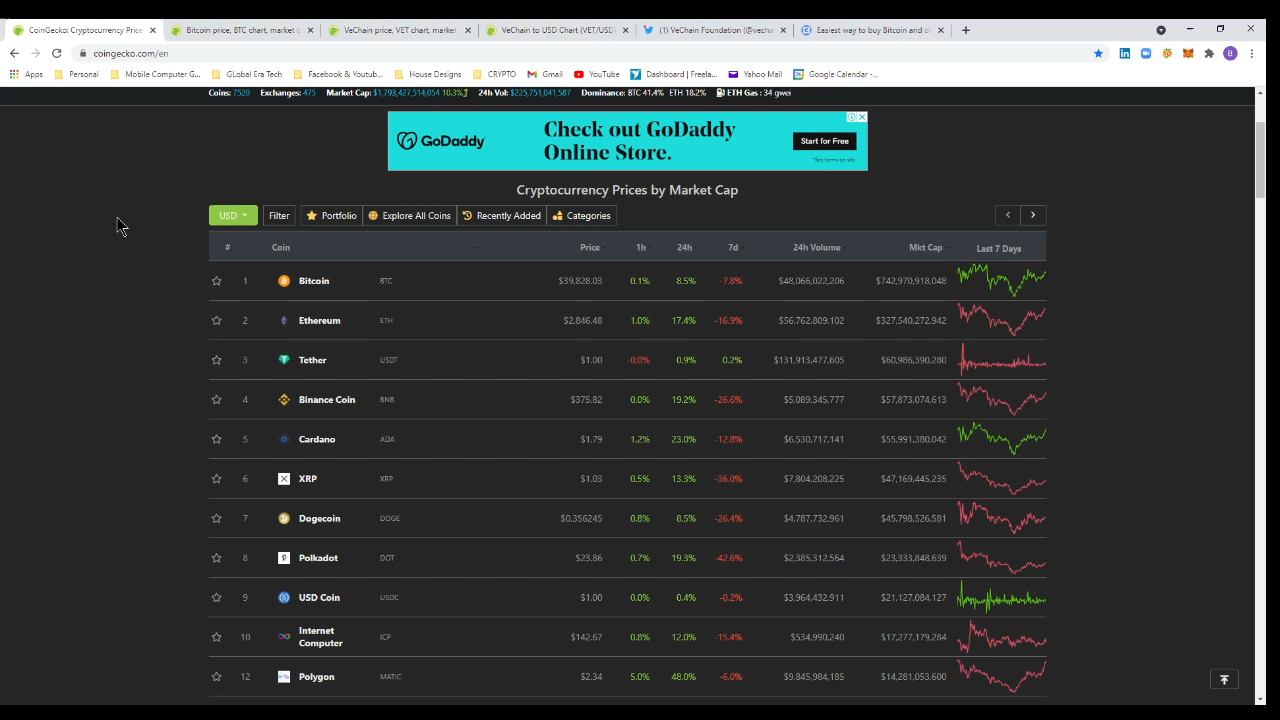 CoinGecko: Cryptocurrency Price
Bitcoin price, BTC chart, market c
VeChain price, VET chart, market
VeChain to USD Chart (VET/USD)
(1) VeChain Foundation (@vecha
Easiest way to buy Bitcoin and cl
coingecko.com/en
B
Apps Personal Mobile Computer G... GLobal Era Tech Facebook & Youtub... House Designs CRYPTO Gmail YouTube Dashboard | Freela... Yahoo Mail Google Calendar -...
Coins: 7520 Exchanges: 475 Market Cap: $1,793,427,514,054 10.3% 24h Vol: $225,751,041,587 Dominance: BTC 41.4% ETH 18.2% ETH Gas: 34 gwei
GoDaddy
Check out GoDaddy
Online Store.
Start for Free
*See terms on site.
Cryptocurrency Prices by Market Cap
USD Filter Portfolio Explore All Coins Recently Added Categories
# Coin Price 1h 24h 7d 24h Volume Mkt Cap Last 7 Days
1 Bitcoin BTC $39,828.03 0.1% 8.5% -7.8% $48,066,022,206 $742,970,918,048
2 Ethereum ETH $2,846.48 1.0% 17.4% -16.9% $56,762,809,102 $327,540,272,942
3 Tether USDT $1.00 -0.0% 0.9% 0.2% $131,913,477,605 $60,986,390,280
4 Binance Coin BNB $375.82 0.0% 19.2% -26.6% $5,089,345,777 $57,873,074,613
5 Cardano ADA $1.79 1.2% 23.0% -12.8% $6,530,717,141 $55,991,380,042
6 XRP XRP $1.03 0.5% 13.3% -36.0% $7,804,208,225 $47,169,445,235
7 Dogecoin DOGE $0.356245 0.8% 8.5% -26.4% $4,787,732,961 $45,798,526,581
8 Polkadot DOT $23.86 0.7% 19.3% -42.6% $2,385,312,564 $23,333,848,639
9 USD Coin USDC $1.00 0.0% 0.4% -0.2% $3,964,432,911 $21,127,084,127
10 Internet Computer ICP $142.67 0.8% 12.0% -15.4% $534,990,240 $17,277,179,284
12 Polygon MATIC $2.34 5.0% 48.0% -6.0% $9,845,984,185 $14,281,053,600